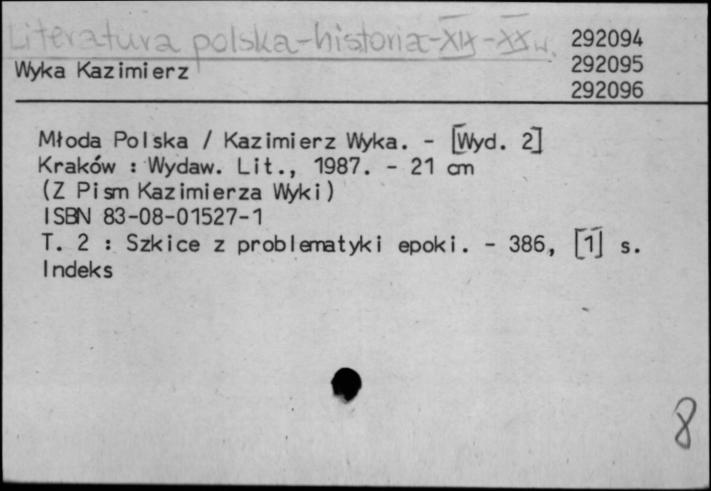 Literatura polska-historia-XIX-XX w.
292094
Wyka Kazimierz
292095
292096
Młoda Polska / Kazimierz Wyka. - [Wyd. 2]
Kraków : Wydaw. Lit., 1987. - 21 cm
(Z Pism Kazimierza Wyki)
ISBN 83-08-01527-1
T. 2 : Szkice z problematyki epoki. - 386, [1] s.
Indeks
8